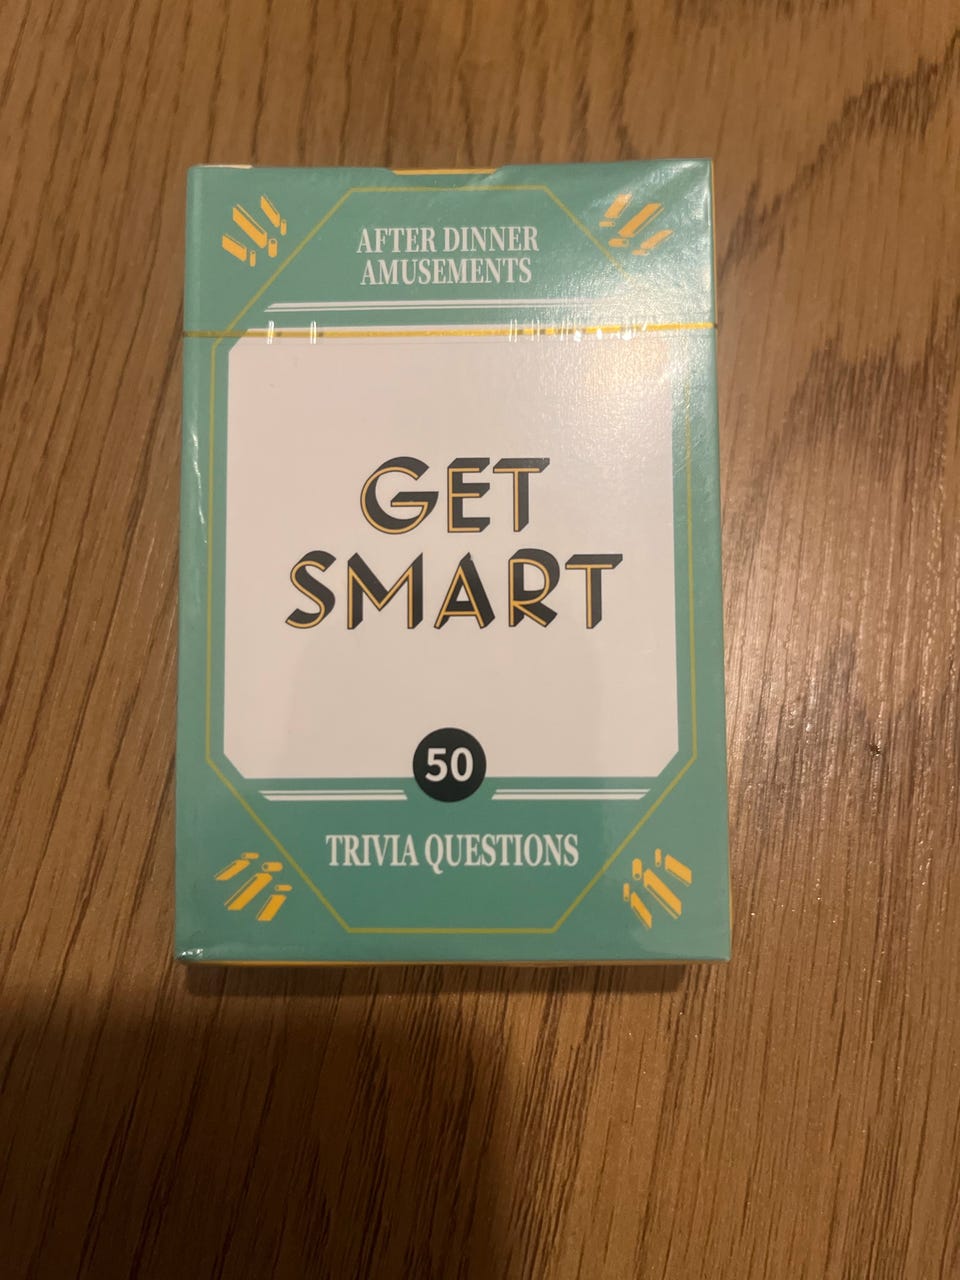 AFTER DINNER
AMUSEMENTS
GET
SMART
50
TRIVIA QUESTIONS